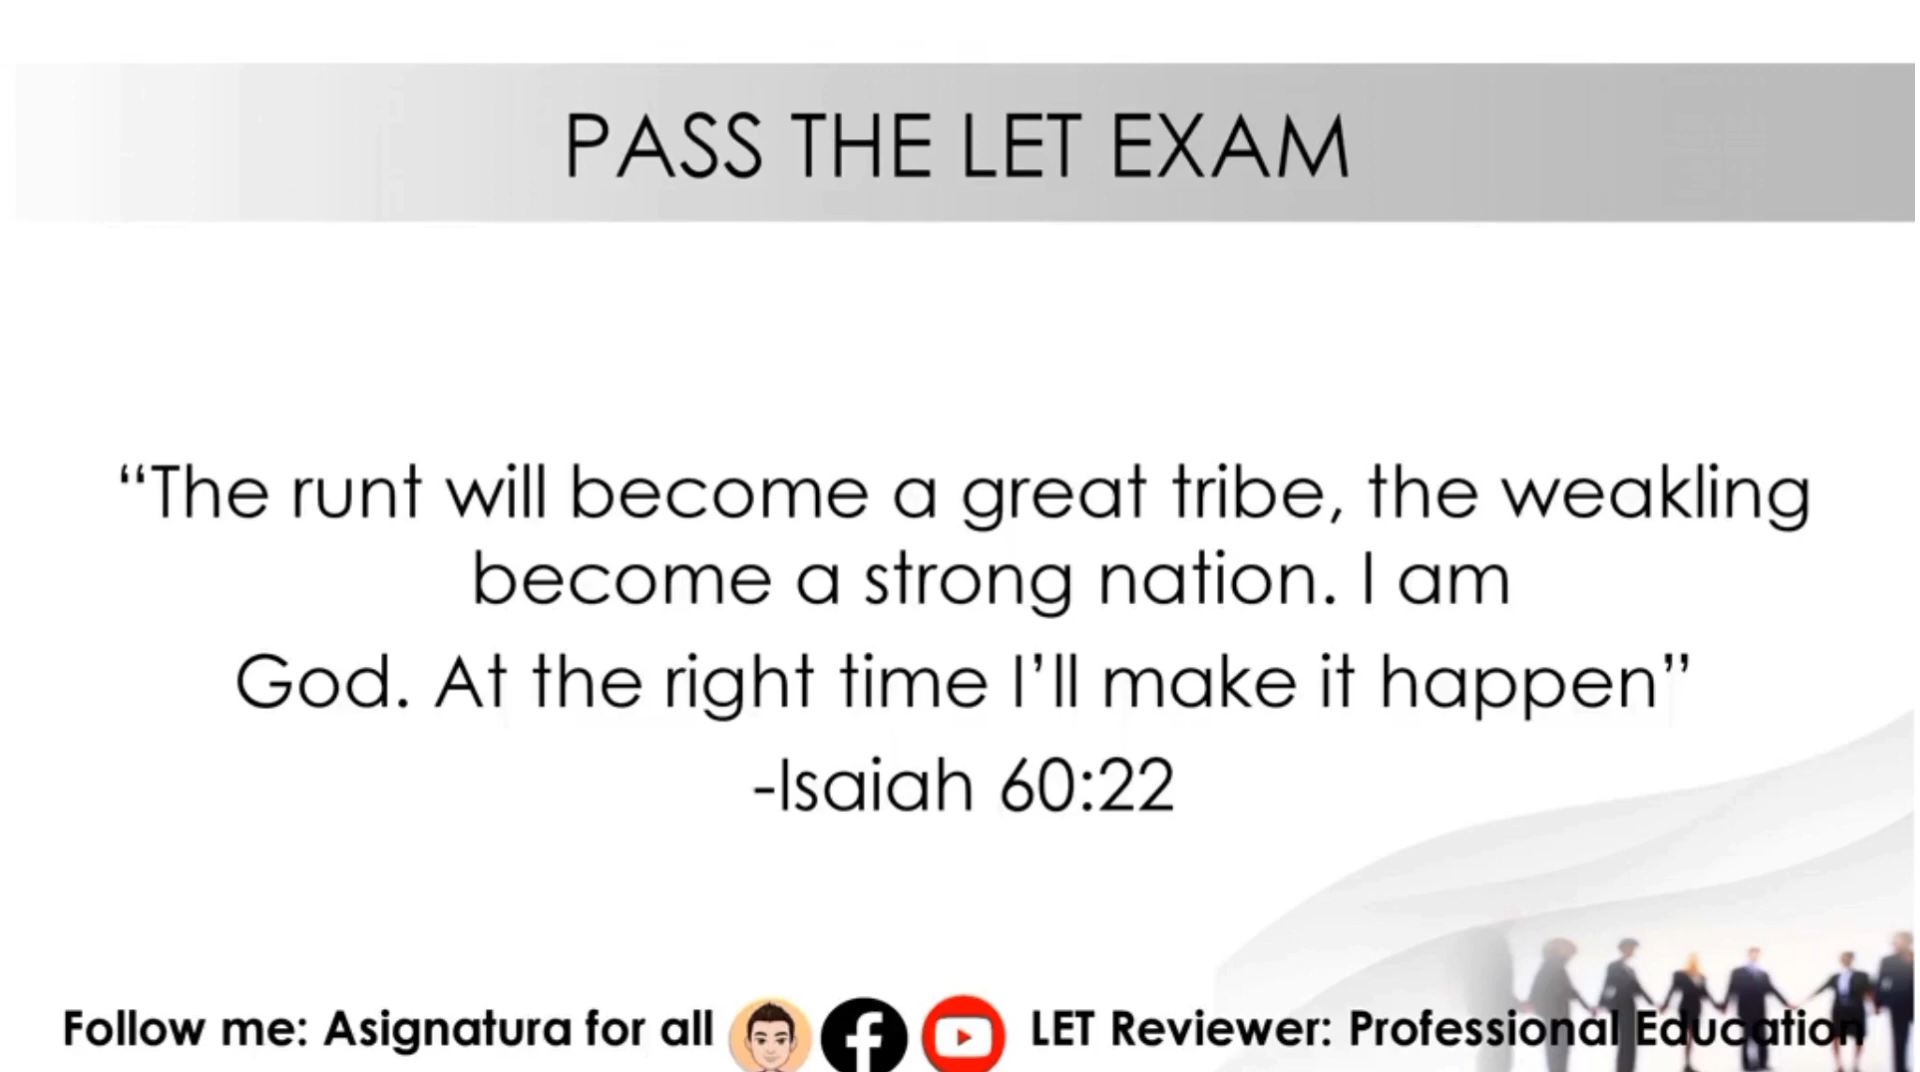 PASS THE LET EXAM
“The runt will become a great tribe, the weakling
become a strong nation. I am
God. At the right time I’ll make it happen”
-Isaiah 60:22
Follow me: Asignatura for all LET Reviewer: Professional Education